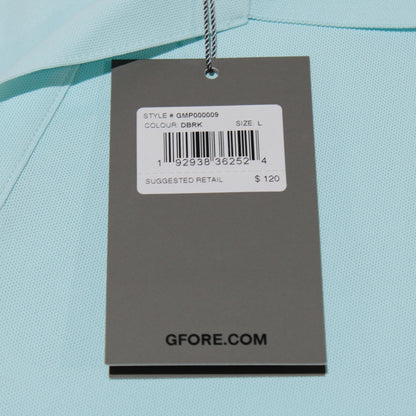 STYLE # GMP000009
COLOUR: DBRK SIZE: L
1 92938 36252 4
SUGGESTED RETAIL $ 120
GFORE.COM